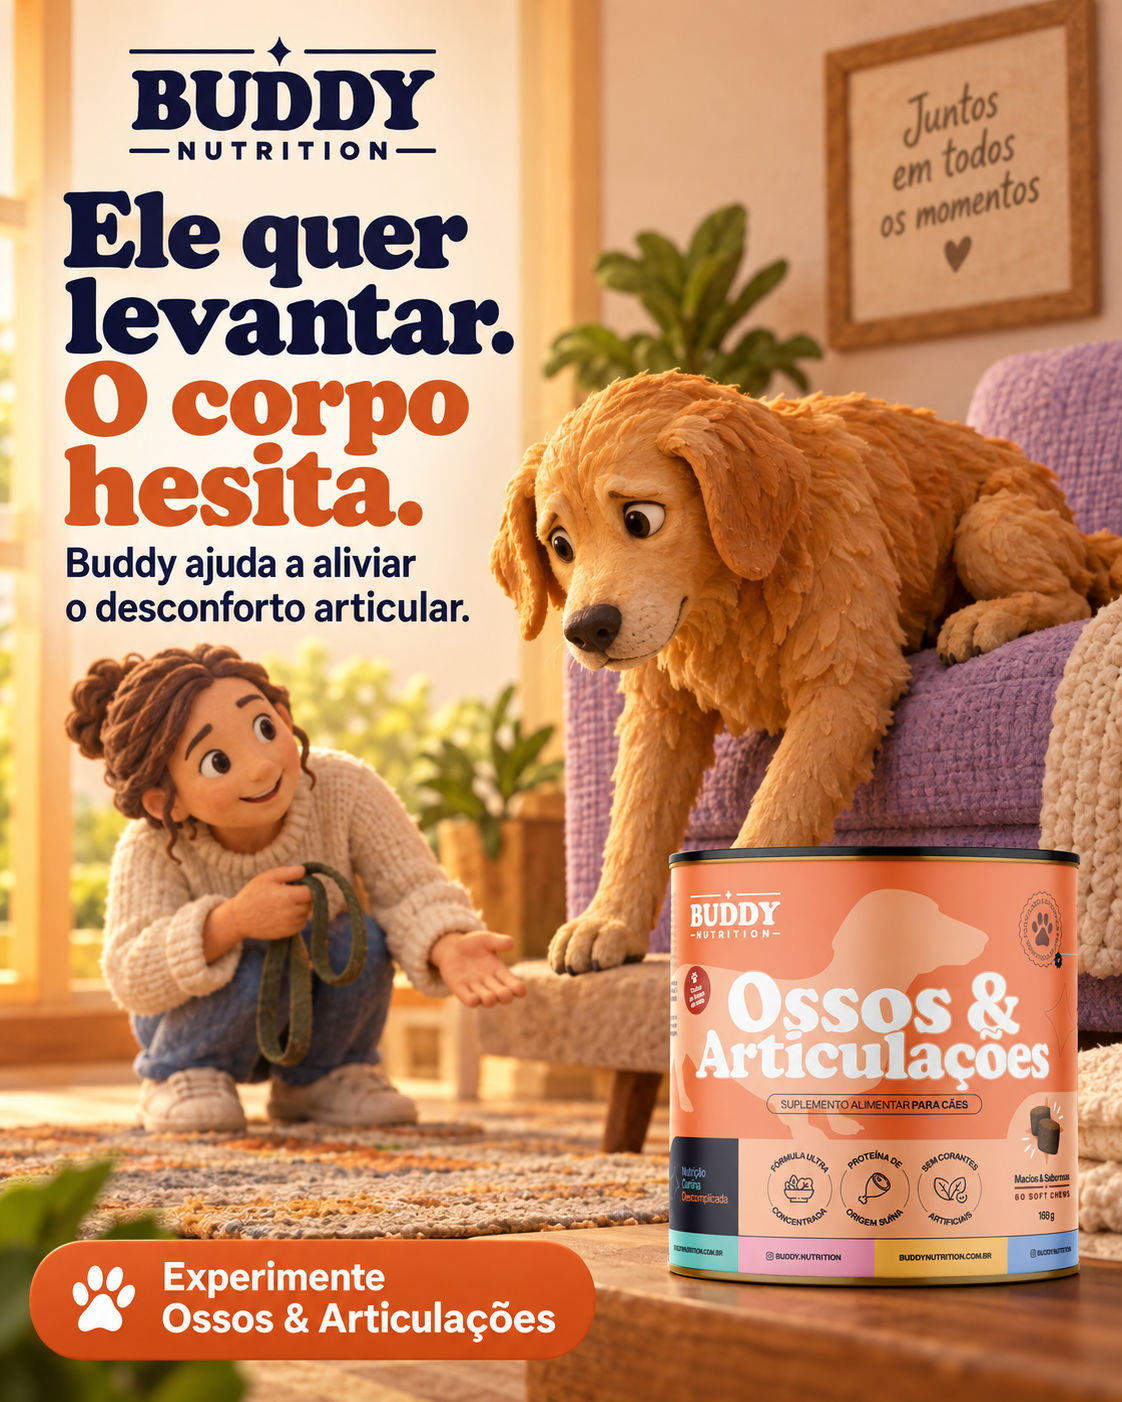 BUDDY
NUTRITION
Ele quer
levantar.
O corpo
hesita.
Buddy ajuda a aliviar
o desconforto articular.
Juntos
em todos
os momentos
BUDDY
NUTRITION
Ossos &
Articulações
SUPLEMENTO ALIMENTAR PARA CÃES
FÓRMULA ULTRA
CONCENTRADA
PROTEÍNA DE
ORIGEM SUÍNA
SEM CORANTES
ARTIFICIAIS
Nutrição
Canina
Descomplicada
Macios & Saborosos
60 SOFT CHEWS
168 g
BUDDY.NUTRITION
BUDDYNUTRITION.COM.BR
Experimente
Ossos & Articulações